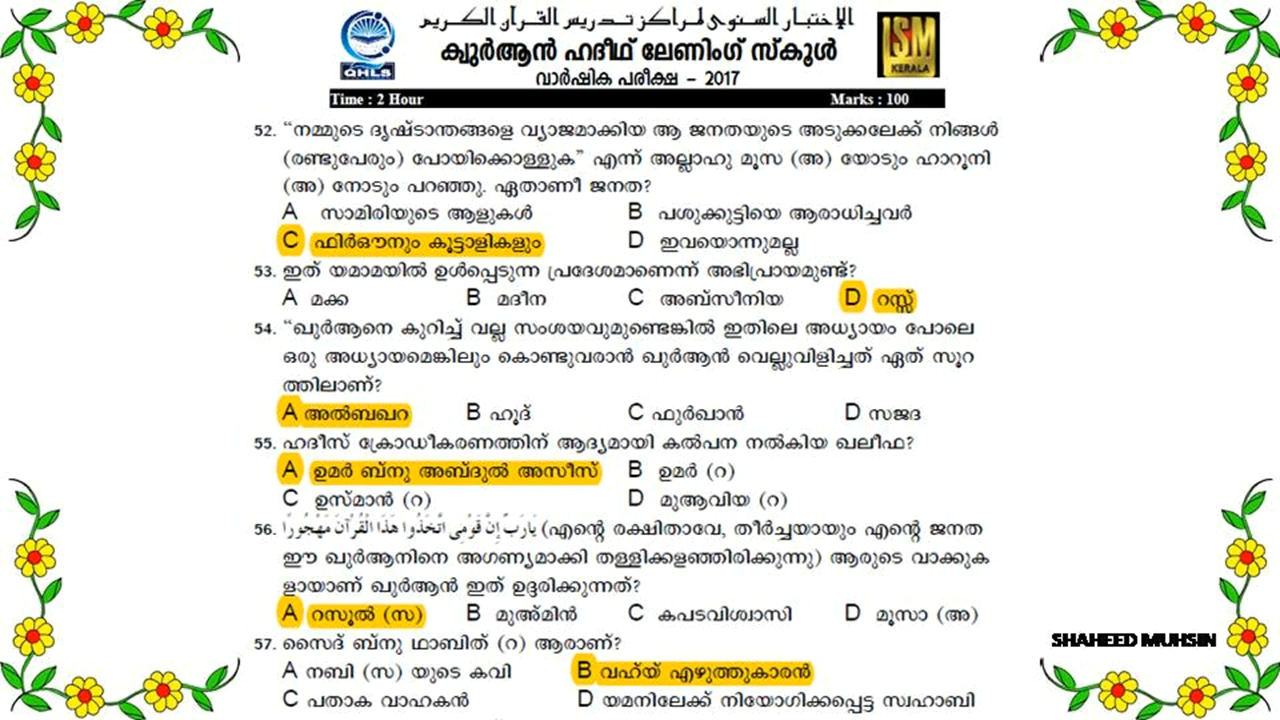 الإختبار السنوي لمراكز تدريس القرآن الكريم
ക്വുർആൻ ഹദീഥ് ലേണിംഗ് സ്കൂൾ
വാർഷിക പരീക്ഷ - 2017
QHLS
ISM
KERALA
Time : 2 Hour Marks : 100
52. “നമ്മുടെ ദൃഷ്ടാന്തങ്ങളെ വ്യാജമാക്കിയ ആ ജനതയുടെ അടുക്കലേക്ക് നിങ്ങൾ
(രണ്ടുപേരും) പോയിക്കൊള്ളുക” എന്ന് അല്ലാഹു മൂസ (അ) യോടും ഹാറൂനി
(അ) നോടും പറഞ്ഞു. ഏതാണീ ജനത?
A സാമിരിയുടെ ആളുകൾ B പശുക്കുട്ടിയെ ആരാധിച്ചവർ
C ഫിർഔനും കൂട്ടാളികളും D ഇവയൊന്നുമല്ല
53. ഇത് യമാമയിൽ ഉൾപ്പെടുന്ന പ്രദേശമാണെന്ന് അഭിപ്രായമുണ്ട്?
A മക്ക B മദീന C അബ്സീനിയ D റസ്സ്
54. “ഖുർആനെ കുറിച്ച് വല്ല സംശയവുമുണ്ടെങ്കിൽ ഇതിലെ അധ്യായം പോലെ
ഒരു അധ്യായമെങ്കിലും കൊണ്ടുവരാൻ ഖുർആൻ വെല്ലുവിളിച്ചത് ഏത് സൂറ
ത്തിലാണ്?
A അൽബഖറ B ഹൂദ് C ഫുർഖാൻ D സജദ
55. ഹദീസ് ക്രോഡീകരണത്തിന് ആദ്യമായി കൽപന നൽകിയ ഖലീഫ?
A ഉമർ ബ്നു അബ്ദുൽ അസീസ് B ഉമർ (റ)
C ഉസ്മാൻ (റ) D മുആവിയ (റ)
56. يَارَبِّ إِنَّ قَوْمِي اتَّخَذُوا هَذَا الْقُرْآنَ مَهْجُورًا (എന്റെ രക്ഷിതാവേ, തീർച്ചയായും എന്റെ ജനത
ഈ ഖുർആനിനെ അഗണ്യമാക്കി തള്ളിക്കളഞ്ഞിരിക്കുന്നു) ആരുടെ വാക്കുക
ളായാണ് ഖുർആൻ ഇത് ഉദ്ദരിക്കുന്നത്?
A റസൂൽ (സ) B മുഅ്മിൻ C കപടവിശ്വാസി D മൂസാ (അ)
57. സൈദ് ബ്നു ഥാബിത് (റ) ആരാണ്?
A നബി (സ) യുടെ കവി B വഹ്‌യ് എഴുത്തുകാരൻ
C പതാക വാഹകൻ D യമനിലേക്ക് നിയോഗിക്കപ്പെട്ട സ്വഹാബി
SHAHEED MUHSIN